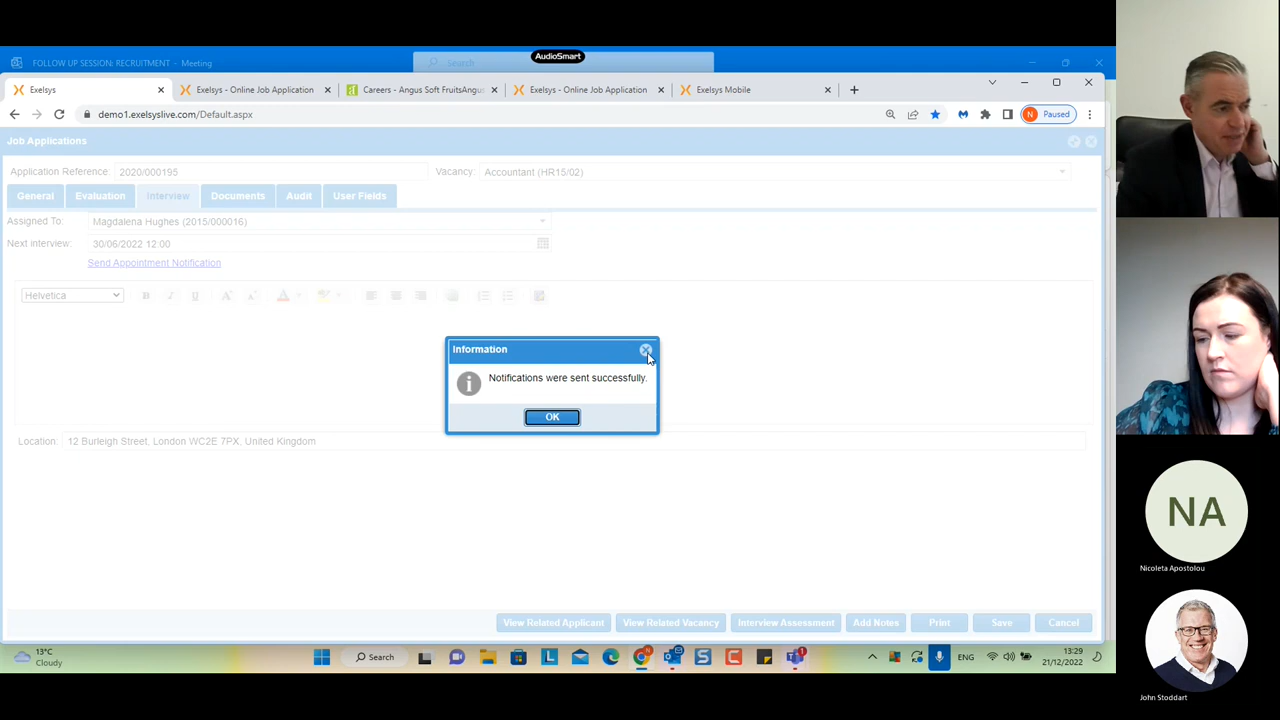 AudioSmart
FOLLOW UP SESSION: RECRUITMENT - Meeting
Search
Exelsys
Exelsys - Online Job Application
Careers - Angus Soft FruitsAngus
Exelsys - Online Job Application
Exelsys Mobile
demo1.exelsyslive.com/Default.aspx
N Paused
Job Applications
Application Reference: 2020/000195
Vacancy: Accountant (HR15/02)
General
Evaluation
Interview
Documents
Audit
User Fields
Assigned To: Magdalena Hughes (2015/000016)
Next interview: 30/06/2022 12:00
Send Appointment Notification
Helvetica
B I U A A A
Information
Notifications were sent successfully.
OK
Location: 12 Burleigh Street, London WC2E 7PX, United Kingdom
View Related Applicant
View Related Vacancy
Interview Assessment
Add Notes
Print
Save
Cancel
13°C
Cloudy
Search
ENG
13:29
21/12/2022
NA
Nicoleta Apostolou
John Stoddart